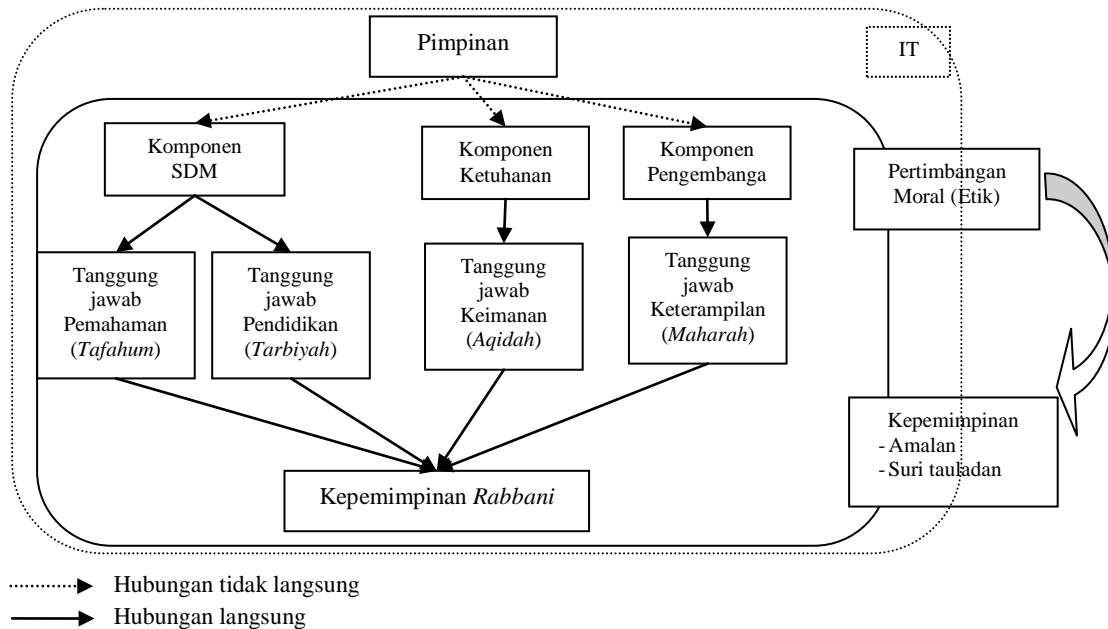 Pimpinan
IT
Komponen
SDM
Komponen
Ketuhanan
Komponen
Pengembanga
Pertimbangan
Moral (Etik)
Tanggung
jawab
Pemahaman
(Tafahum)
Tanggung
jawab
Pendidikan
(Tarbiyah)
Tanggung
jawab
Keimanan
(Aqidah)
Tanggung
jawab
Keterampilan
(Maharah)
Kepemimpinan
- Amalan
- Suri tauladan
Kepemimpinan Rabbani
Hubungan tidak langsung
Hubungan langsung